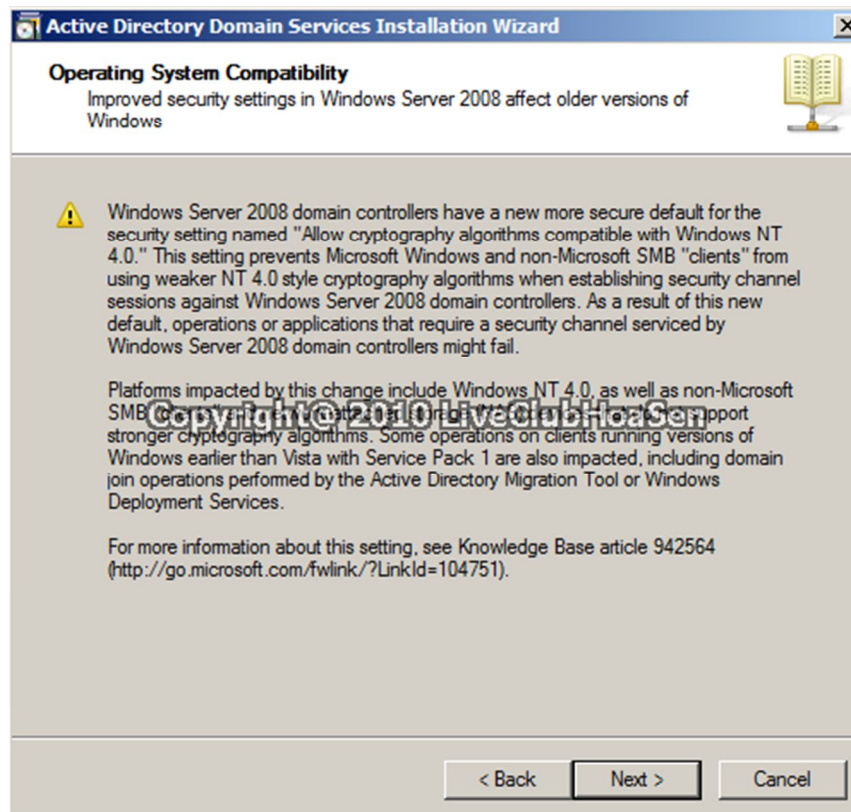 Active Directory Domain Services Installation Wizard
Operating System Compatibility
Improved security settings in Windows Server 2008 affect older versions of
Windows
Windows Server 2008 domain controllers have a new more secure default for the
security setting named "Allow cryptography algorithms compatible with Windows NT
4.0." This setting prevents Microsoft Windows and non-Microsoft SMB "clients" from
using weaker NT 4.0 style cryptography algorithms when establishing security channel
sessions against Windows Server 2008 domain controllers. As a result of this new
default, operations or applications that require a security channel serviced by
Windows Server 2008 domain controllers might fail.
Platforms impacted by this change include Windows NT 4.0, as well as non-Microsoft
SMB support
Copyright© 2010 LiveClubHoaSen
stronger cryptography algorithms. Some operations on clients running versions of
Windows earlier than Vista with Service Pack 1 are also impacted, including domain
join operations performed by the Active Directory Migration Tool or Windows
Deployment Services.
For more information about this setting, see Knowledge Base article 942564
(http://go.microsoft.com/fwlink/?LinkId=104751).
< Back
Next >
Cancel